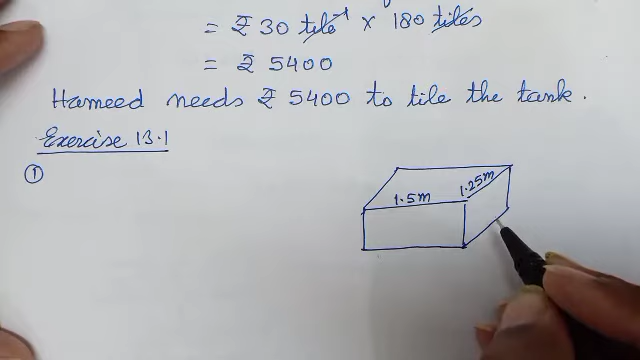 = ₹ 30 tile⁻¹ × 180 tiles
= ₹ 5400
Hameed needs ₹ 5400 to tile the tank.
Exercise 13.1
①
1.5m
1.25m